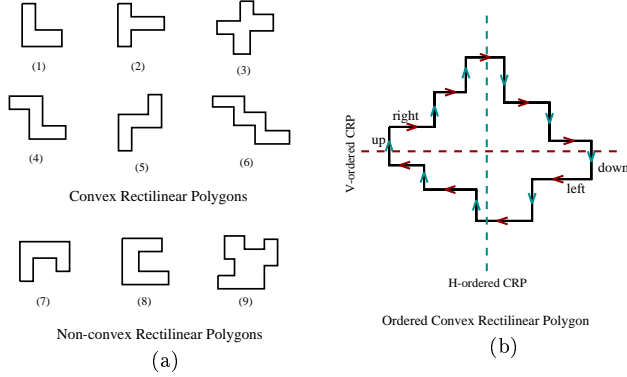 (1)
(2)
(3)
(4)
(5)
(6)
Convex Rectilinear Polygons
(7)
(8)
(9)
Non-convex Rectilinear Polygons
(a)
right
up
V-ordered CRP
down
left
H-ordered CRP
Ordered Convex Rectilinear Polygon
(b)